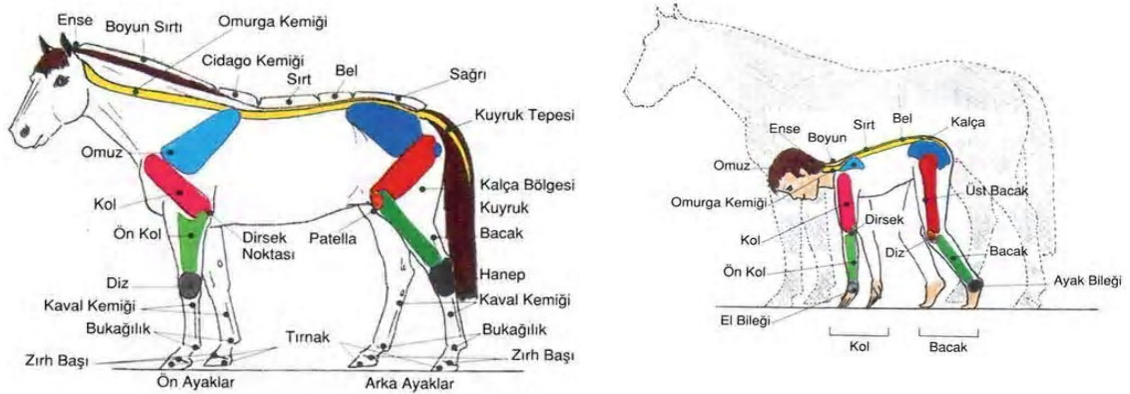 Ense
Boyun Sırtı
Omurga Kemiği
Cidago Kemiği
Sırt
Bel
Sağrı
Kuyruk Tepesi
Omuz
Kol
Ön Kol
Diz
Kaval Kemiği
Bukağılık
Zırh Başı
Ön Ayaklar
Dirsek
Noktası
Patella
Tırnak
Arka Ayaklar
Kalça Bölgesi
Kuyruk
Bacak
Hanep
Kaval Kemiği
Bukağılık
Zırh Başı
Ense
Boyun
Sırt
Bel
Kalça
Omuz
Omurga Kemiği
Kol
Ön Kol
El Bileği
Dirsek
Diz
Üst Bacak
Bacak
Ayak Bileği
Kol
Bacak